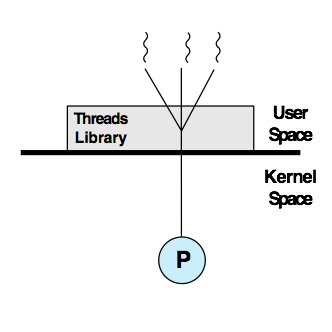 Threads
Library
User
Space
Kernel
Space
P